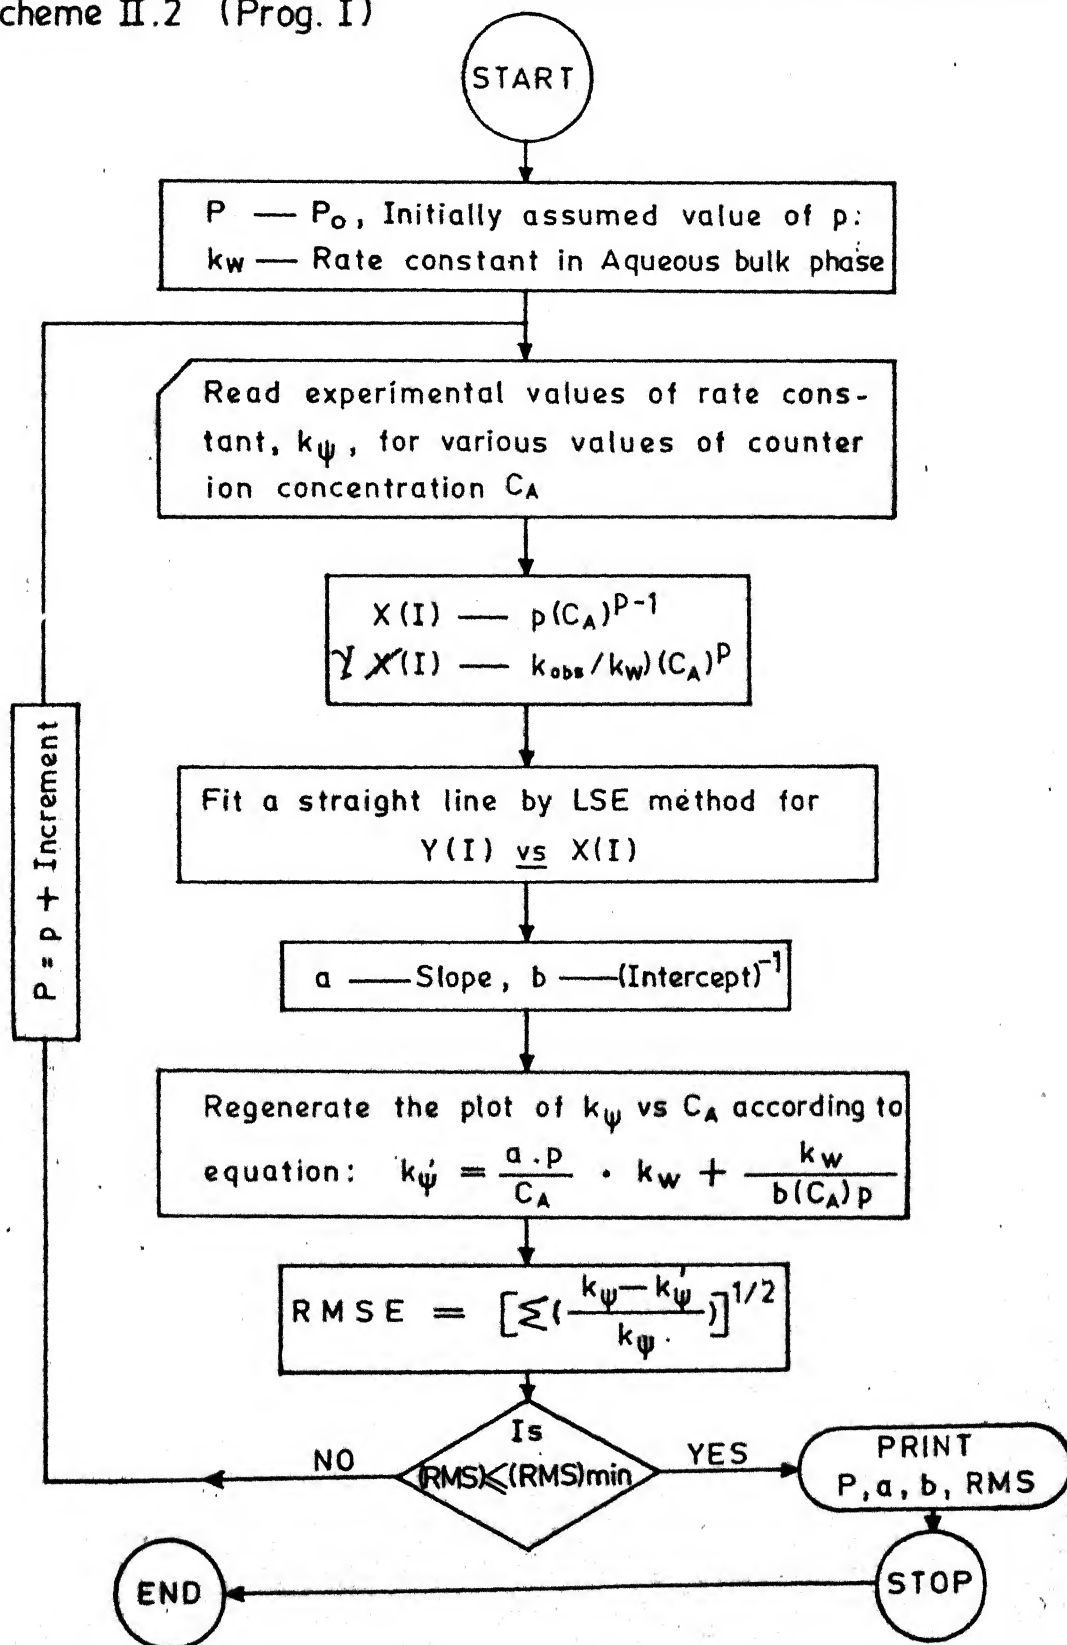 cheme II.2 (Prog. I)
START
P — Po, Initially assumed value of p:
kw — Rate constant in Aqueous bulk phase
Read experimental values of rate cons-
tant, kψ, for various values of counter
ion concentration CA
X(I) — p(CA)^P-1
Y X(I) — kobs/kw)(CA)^P
P = p + Increment
Fit a straight line by LSE method for
Y(I) vs X(I)
a — Slope, b — (Intercept)^-1
Regenerate the plot of kψ vs CA according to
equation: k'ψ = a.p/CA · kw + kw/b(CA)p
RMSE = [Σ(kψ—k'ψ/kψ.)]^1/2
Is
(RMS)≤(RMS)min
NO
YES
PRINT
P, a, b, RMS
STOP
END